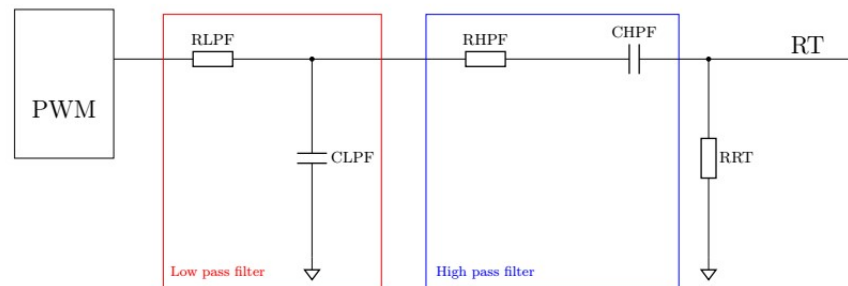 PWM
RLPF
CLPF
Low pass filter
RHPF
CHPF
High pass filter
RT
RRT